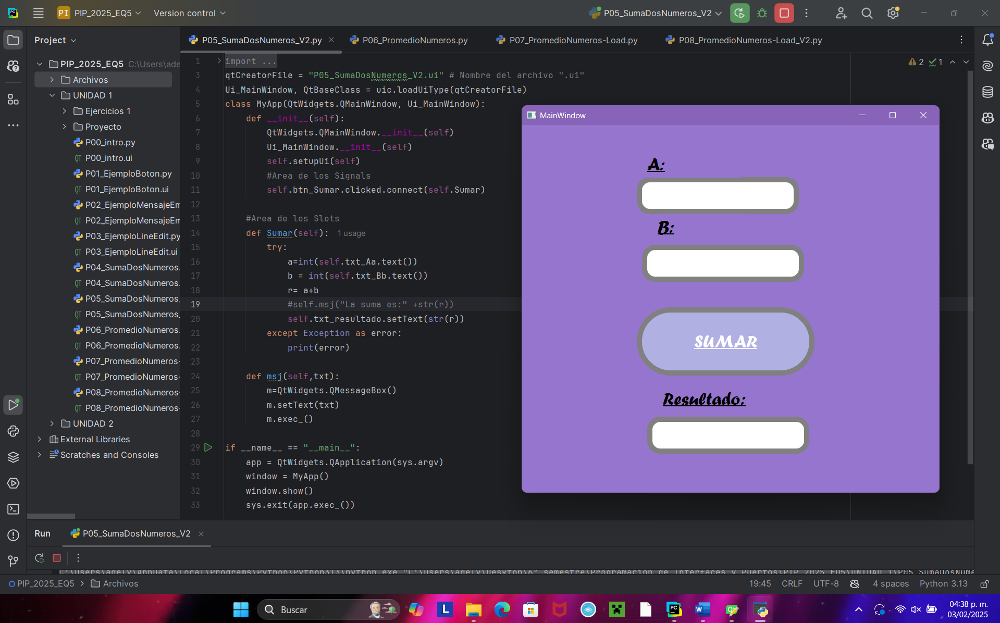 PI PIP_2025_EQ5 Version control P05_SumaDosNumeros_V2
Project
P05_SumaDosNumeros_V2.py P06_PromedioNumeros.py P07_PromedioNumeros-Load.py P08_PromedioNumeros-Load_V2.py
PIP_2025_EQ5 C:\Users\ade
Archivos
UNIDAD 1
Ejercicios 1
Proyecto
P00_intro.py
P00_intro.ui
P01_EjemploBoton.py
P01_EjemploBoton.ui
P02_EjemploMensajeEm
P02_EjemploMensajeEm
P03_EjemploLineEdit.py
P03_EjemploLineEdit.ui
P04_SumaDosNumeros.
P04_SumaDosNumeros.
P05_SumaDosNumeros_
P05_SumaDosNumeros_
P06_PromedioNumeros.
P06_PromedioNumeros.
P07_PromedioNumeros-
P07_PromedioNumeros-
P08_PromedioNumeros-
P08_PromedioNumeros-
UNIDAD 2
External Libraries
Scratches and Consoles
1 import ...
3 qtCreatorFile = "P05_SumaDosNumeros_V2.ui" # Nombre del archivo ".ui"
4 Ui_MainWindow, QtBaseClass = uic.loadUiType(qtCreatorFile)
5 class MyApp(QtWidgets.QMainWindow, Ui_MainWindow):
6 def __init__(self):
7 QtWidgets.QMainWindow.__init__(self)
8 Ui_MainWindow.__init__(self)
9 self.setupUi(self)
10 #Area de los Signals
11 self.btn_Sumar.clicked.connect(self.Sumar)
12
13 #Area de los Slots
14 def Sumar(self): 1 usage
15 try:
16 a=int(self.txt_Aa.text())
17 b = int(self.txt_Bb.text())
18 r= a+b
19 #self.msj("La suma es:" +str(r))
20 self.txt_resultado.setText(str(r))
21 except Exception as error:
22 print(error)
23
24 def msj(self,txt):
25 m=QtWidgets.QMessageBox()
26 m.setText(txt)
27 m.exec_()
28
29 if __name__ == "__main__":
30 app = QtWidgets.QApplication(sys.argv)
31 window = MyApp()
32 window.show()
33 sys.exit(app.exec_())
2 1
MainWindow
A:
B:
SUMAR
Resultado:
Run P05_SumaDosNumeros_V2
C:\Users\adely\AppData\Local\Programs\Python\Python313\python.exe "C:\Users\adely\Desktop\6° semestre\Programacion de Interfaces y Puertos\PIP_2025_EQ5\UNIDAD 1\P05_SumaDosNume
PIP_2025_EQ5 Archivos 19:45 CRLF UTF-8 4 spaces Python 3.13
Buscar
04:38 p. m.
03/02/2025